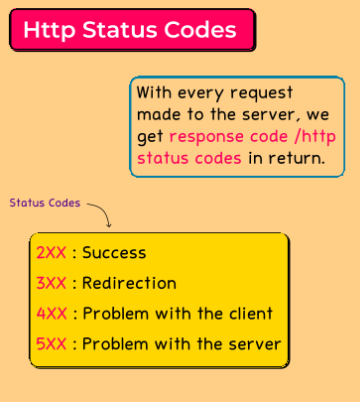 Http Status Codes
With every request
made to the server, we
get response code /http
status codes in return.
Status Codes
2XX : Success
3XX : Redirection
4XX : Problem with the client
5XX : Problem with the server